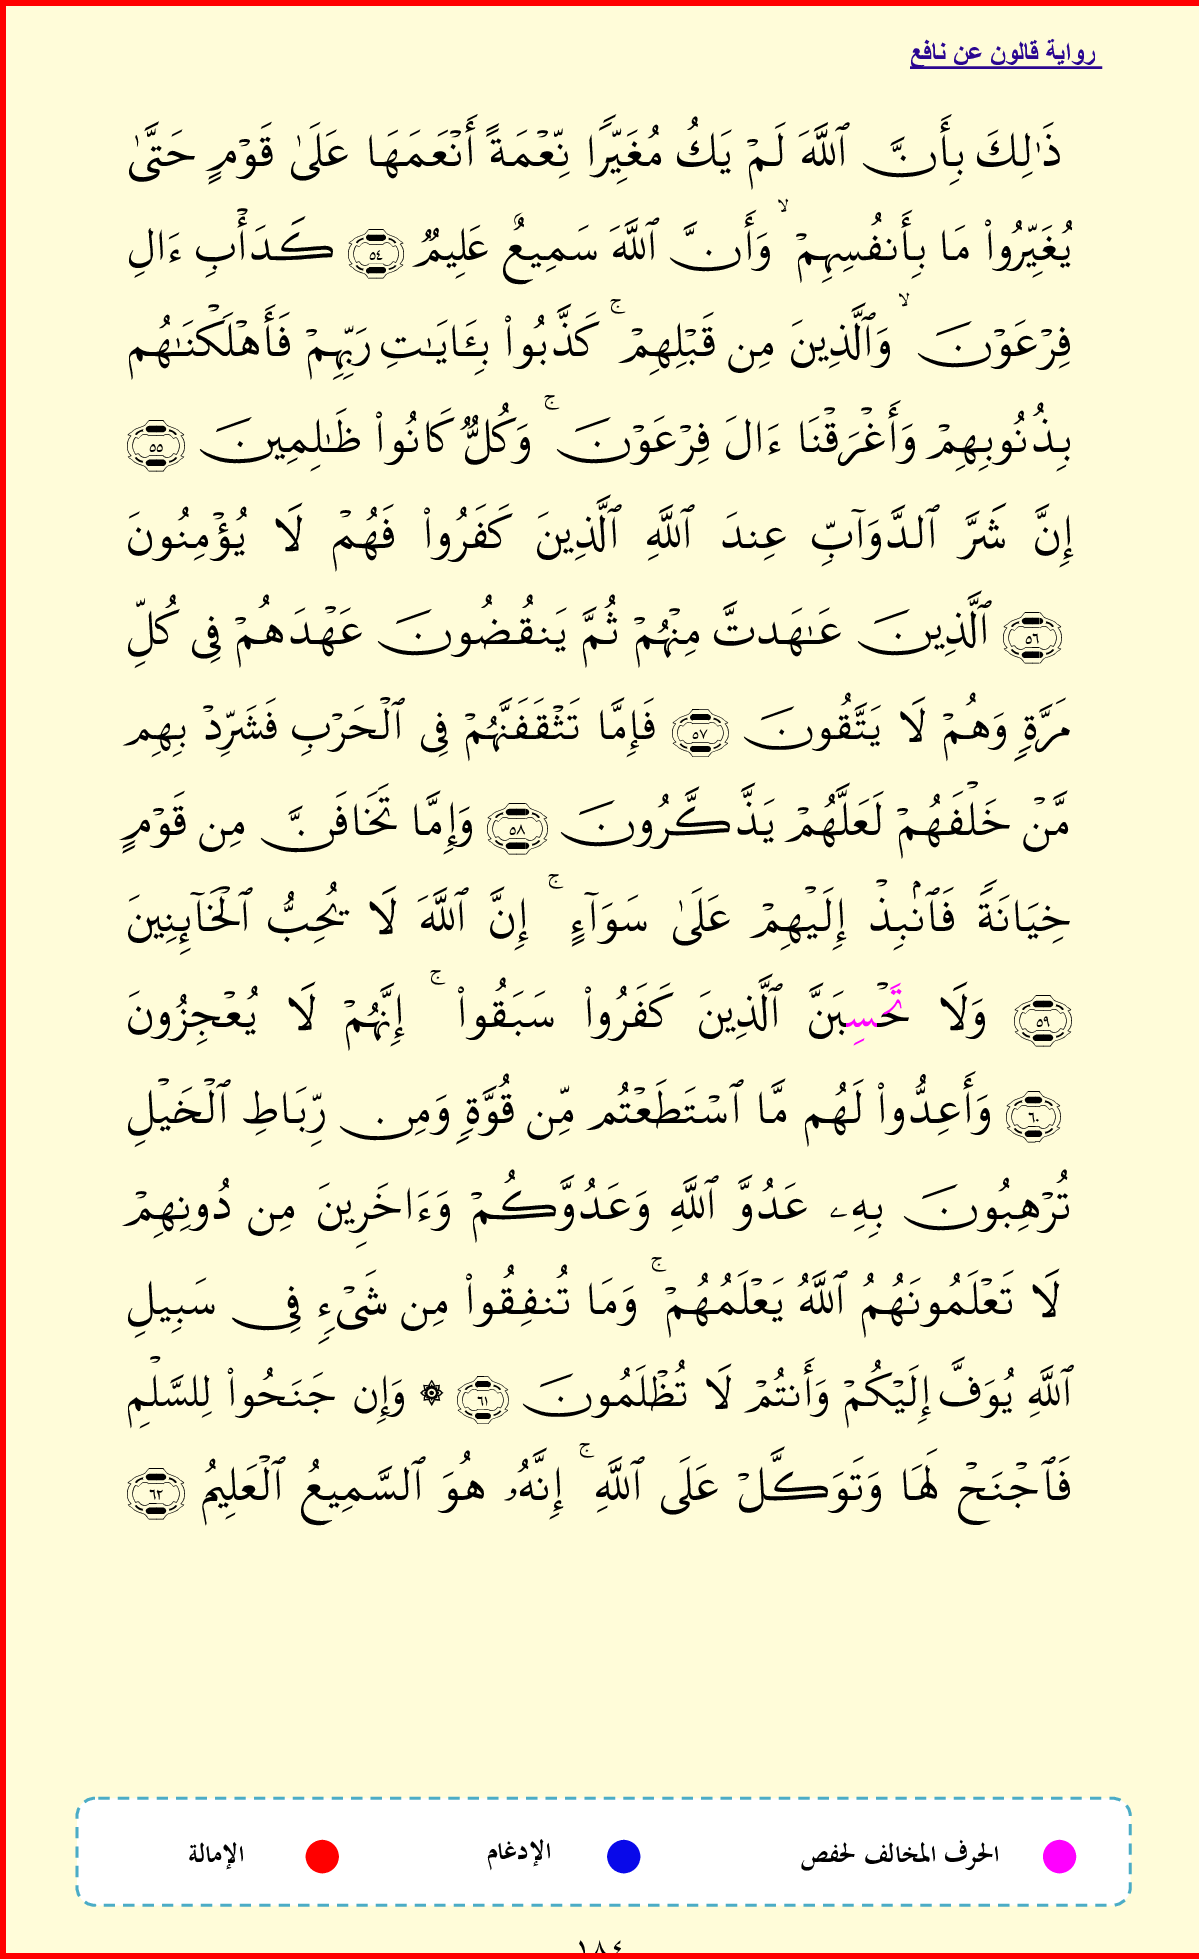 رواية قالون عن نافع
ذَٰلِكَ بِأَنَّ ٱللَّهَ لَمْ يَكُ مُغَيِّرًا نِّعْمَةً أَنْعَمَهَا عَلَىٰ قَوْمٍ حَتَّىٰ
يُغَيِّرُوا۟ مَا بِأَنفُسِهِمْ ۙ وَأَنَّ ٱللَّهَ سَمِيعٌ عَلِيمٌ ٥٤ كَدَأْبِ ءَالِ
فِرْعَوْنَ ۙ وَٱلَّذِينَ مِن قَبْلِهِمْ ۚ كَذَّبُوا۟ بِـَٔايَـٰتِ رَبِّهِمْ فَأَهْلَكْنَـٰهُم
بِذُنُوبِهِمْ وَأَغْرَقْنَا ءَالَ فِرْعَوْنَ ۚ وَكُلٌّ كَانُوا۟ ظَـٰلِمِينَ ٥٥
إِنَّ شَرَّ ٱلدَّوَآبِّ عِندَ ٱللَّهِ ٱلَّذِينَ كَفَرُوا۟ فَهُمْ لَا يُؤْمِنُونَ
٥٦ ٱلَّذِينَ عَـٰهَدتَّ مِنْهُمْ ثُمَّ يَنقُضُونَ عَهْدَهُمْ فِى كُلِّ
مَرَّةٍ وَهُمْ لَا يَتَّقُونَ ٥٧ فَإِمَّا تَثْقَفَنَّهُمْ فِى ٱلْحَرْبِ فَشَرِّدْ بِهِم
مَّنْ خَلْفَهُمْ لَعَلَّهُمْ يَذَّكَّرُونَ ٥٨ وَإِمَّا تَخَافَنَّ مِن قَوْمٍ
خِيَانَةً فَٱنۢبِذْ إِلَيْهِمْ عَلَىٰ سَوَآءٍ ۚ إِنَّ ٱللَّهَ لَا يُحِبُّ ٱلْخَآئِنِينَ
٥٩ وَلَا تَحْسِبَنَّ ٱلَّذِينَ كَفَرُوا۟ سَبَقُوا۟ ۚ إِنَّهُمْ لَا يُعْجِزُونَ
٦٠ وَأَعِدُّوا۟ لَهُم مَّا ٱسْتَطَعْتُم مِّن قُوَّةٍ وَمِن رِّبَاطِ ٱلْخَيْلِ
تُرْهِبُونَ بِهِۦ عَدُوَّ ٱللَّهِ وَعَدُوَّكُمْ وَءَاخَرِينَ مِن دُونِهِمْ
لَا تَعْلَمُونَهُمُ ٱللَّهُ يَعْلَمُهُمْ ۚ وَمَا تُنفِقُوا۟ مِن شَىْءٍ فِى سَبِيلِ
ٱللَّهِ يُوَفَّ إِلَيْكُمْ وَأَنتُمْ لَا تُظْلَمُونَ ٦١ ۞ وَإِن جَنَحُوا۟ لِلسَّلْمِ
فَٱجْنَحْ لَهَا وَتَوَكَّلْ عَلَى ٱللَّهِ ۚ إِنَّهُۥ هُوَ ٱلسَّمِيعُ ٱلْعَلِيمُ ٦٢
الحرف المخالف لحفص الإدغام الإمالة
١٨٤